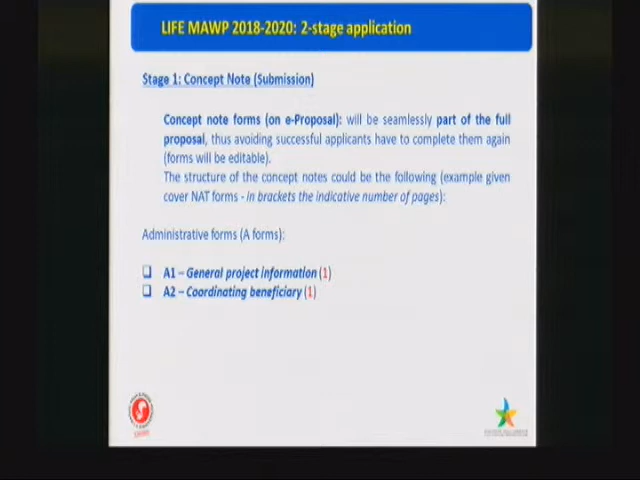 LIFE MAWP 2018-2020: 2-stage application
Stage 1: Concept Note (Submission)
Concept note forms (on e-Proposal): will be seamlessly part of the full
proposal, thus avoiding successful applicants have to complete them again
(forms will be editable).
The structure of the concept notes could be the following (example given
cover NAT forms - in brackets the indicative number of pages):
Administrative forms (A forms):
A1 – General project information (1)
A2 – Coordinating beneficiary (1)